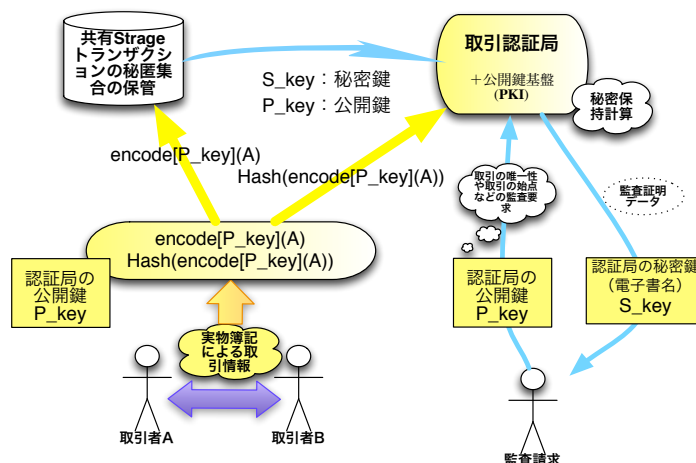 共有Strage
トランザク
ションの秘匿集
合の保管
取引認証局
＋公開鍵基盤
(PKI)
S_key：秘密鍵
P_key：公開鍵
秘密保
持計算
encode[P_key](A)
Hash(encode[P_key](A))
取引の唯一性
や取引の始点
などの監査要
求
監査証明
データ
encode[P_key](A)
Hash(encode[P_key](A))
認証局の
公開鍵
P_key
認証局の
公開鍵
P_key
認証局の秘密鍵
（電子書名）
S_key
実物簿記
による取
引情報
取引者A
取引者B
監査請求